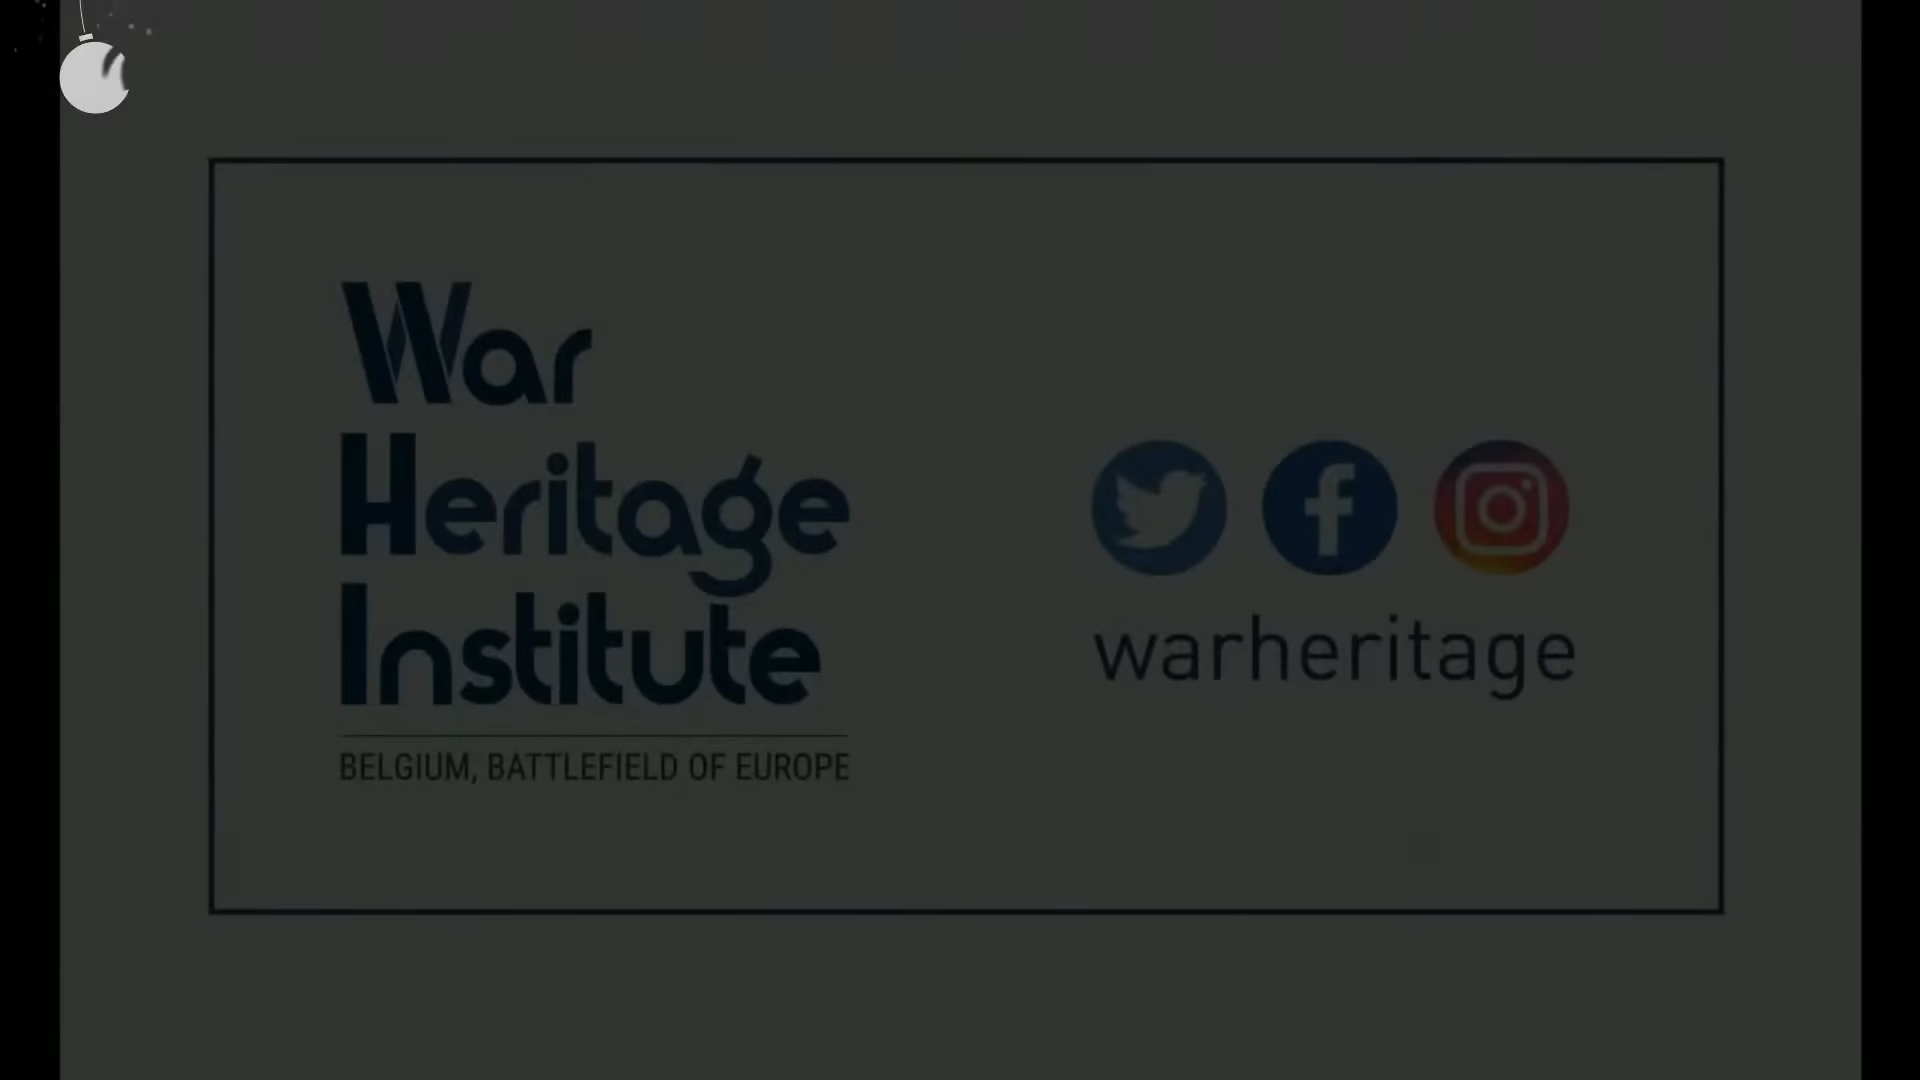 War
Heritage
Institute
BELGIUM, BATTLEFIELD OF EUROPE
warheritage